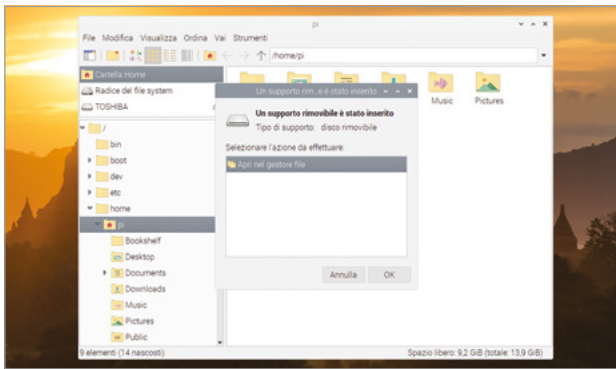 pi
File Modifica Visualizza Ordina Vai Strumenti
/home/pi
Cartella Home
Radice del file system
TOSHIBA
/
bin
boot
dev
etc
home
pi
Bookshelf
Desktop
Documents
Downloads
Music
Pictures
Public
Music
Pictures
Un supporto rim...e è stato inserito
Un supporto rimovibile è stato inserito
Tipo di supporto: disco rimovibile
Selezionare l'azione da effettuare:
Apri nel gestore file
Annulla OK
9 elementi (14 nascosti)
Spazio libero: 9,2 GiB (totale: 13,9 GiB)